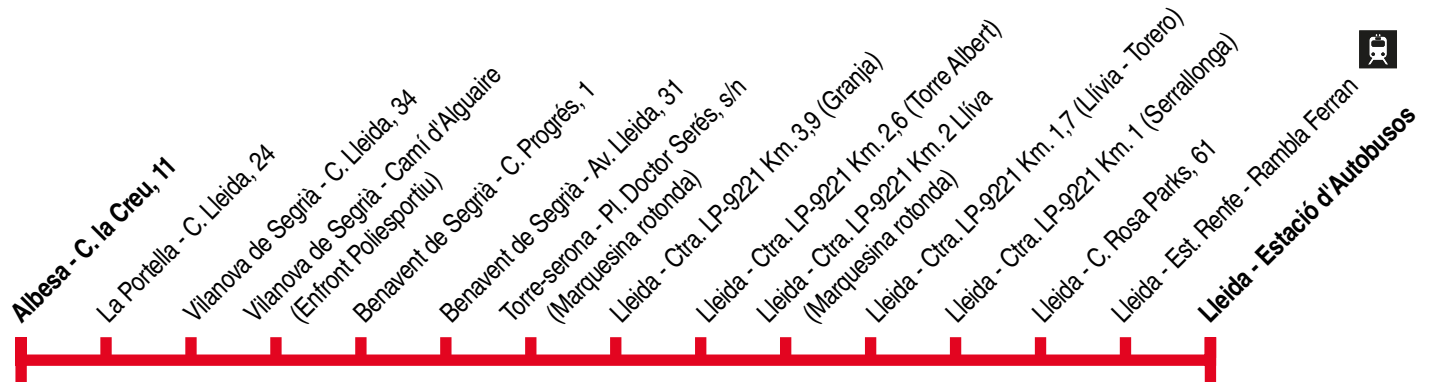 Albesa - C. la Creu, 11
La Portella - C. Lleida, 24
Vilanova de Segrià - C. Lleida, 34
Vilanova de Segrià - Camí d'Alguaire
(Enfront Poliesportiu)
Benavent de Segrià - C. Progrés, 1
Benavent de Segrià - Av. Lleida, 31
Torre-serona - Pl. Doctor Serés, s/n
(Marquesina rotonda)
Lleida - Ctra. LP-9221 Km. 3,9 (Granja)
Lleida - Ctra. LP-9221 Km. 2,6 (Torre Albert)
Lleida - Ctra. LP-9221 Km. 2 Llíva
(Marquesina rotonda)
Lleida - Ctra. LP-9221 Km. 1,7 (Llívia - Torero)
Lleida - Ctra. LP-9221 Km. 1 (Serrallonga)
Lleida - C. Rosa Parks, 61
Lleida - Est. Renfe - Rambla Ferran
Lleida - Estació d'Autobusos